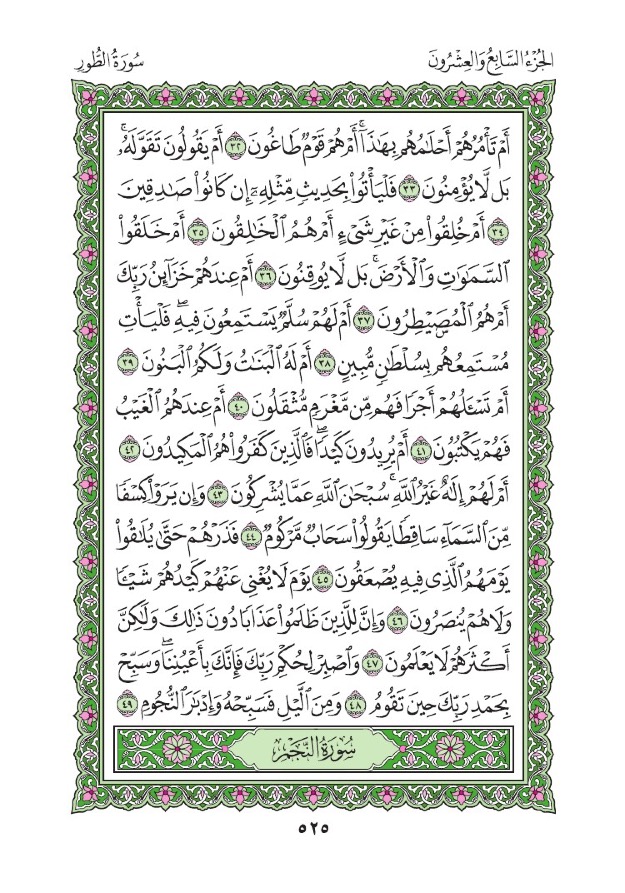 الجُزْءُ السَّابِعُ وَالعِشْرُونَ
سُورَةُ الطُّورِ
أَمْ تَأْمُرُهُمْ أَحْلَٰمُهُم بِهَٰذَآ ۚ أَمْ هُمْ قَوْمٌ طَاغُونَ ٣٢ أَمْ يَقُولُونَ تَقَوَّلَهُۥ ۚ
بَل لَّا يُؤْمِنُونَ ٣٣ فَلْيَأْتُوا۟ بِحَدِيثٍ مِّثْلِهِۦٓ إِن كَانُوا۟ صَٰدِقِينَ
٣٤ أَمْ خُلِقُوا۟ مِنْ غَيْرِ شَىْءٍ أَمْ هُمُ ٱلْخَٰلِقُونَ ٣٥ أَمْ خَلَقُوا۟
ٱلسَّمَٰوَٰتِ وَٱلْأَرْضَ ۚ بَل لَّا يُوقِنُونَ ٣٦ أَمْ عِندَهُمْ خَزَآئِنُ رَبِّكَ
أَمْ هُمُ ٱلْمُصَۣيْطِرُونَ ٣٧ أَمْ لَهُمْ سُلَّمٌ يَسْتَمِعُونَ فِيهِ ۖ فَلْيَأْتِ
مُسْتَمِعُهُم بِسُلْطَٰنٍ مُّبِينٍ ٣٨ أَمْ لَهُ ٱلْبَنَٰتُ وَلَكُمُ ٱلْبَنُونَ ٣٩
أَمْ تَسْـَٔلُهُمْ أَجْرًا فَهُم مِّن مَّغْرَمٍ مُّثْقَلُونَ ٤٠ أَمْ عِندَهُمُ ٱلْغَيْبُ
فَهُمْ يَكْتُبُونَ ٤١ أَمْ يُرِيدُونَ كَيْدًا ۖ فَٱلَّذِينَ كَفَرُوا۟ هُمُ ٱلْمَكِيدُونَ ٤٢
أَمْ لَهُمْ إِلَٰهٌ غَيْرُ ٱللَّهِ ۚ سُبْحَٰنَ ٱللَّهِ عَمَّا يُشْرِكُونَ ٤٣ وَإِن يَرَوْا۟ كِسْفًا
مِّنَ ٱلسَّمَآءِ سَاقِطًا يَقُولُوا۟ سَحَابٌ مَّرْكُومٌ ٤٤ فَذَرْهُمْ حَتَّىٰ يُلَٰقُوا۟
يَوْمَهُمُ ٱلَّذِى فِيهِ يُصْعَقُونَ ٤٥ يَوْمَ لَا يُغْنِى عَنْهُمْ كَيْدُهُمْ شَيْـًٔا
وَلَا هُمْ يُنصَرُونَ ٤٦ وَإِنَّ لِلَّذِينَ ظَلَمُوا۟ عَذَابًا دُونَ ذَٰلِكَ وَلَٰكِنَّ
أَكْثَرَهُمْ لَا يَعْلَمُونَ ٤٧ وَٱصْبِرْ لِحُكْمِ رَبِّكَ فَإِنَّكَ بِأَعْيُنِنَا ۖ وَسَبِّحْ
بِحَمْدِ رَبِّكَ حِينَ تَقُومُ ٤٨ وَمِنَ ٱلَّيْلِ فَسَبِّحْهُ وَإِدْبَٰرَ ٱلنُّجُومِ ٤٩
سُورَةُ النَّجْمِ
٥٢٥